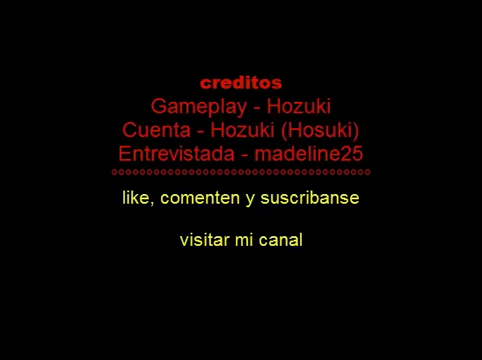 creditos
Gameplay - Hozuki
Cuenta - Hozuki (Hosuki)
Entrevistada - madeline25
°°°°°°°°°°°°°°°°°°°°°°°°°°°°°°°°°°°°°
like, comenten y suscribanse
visitar mi canal